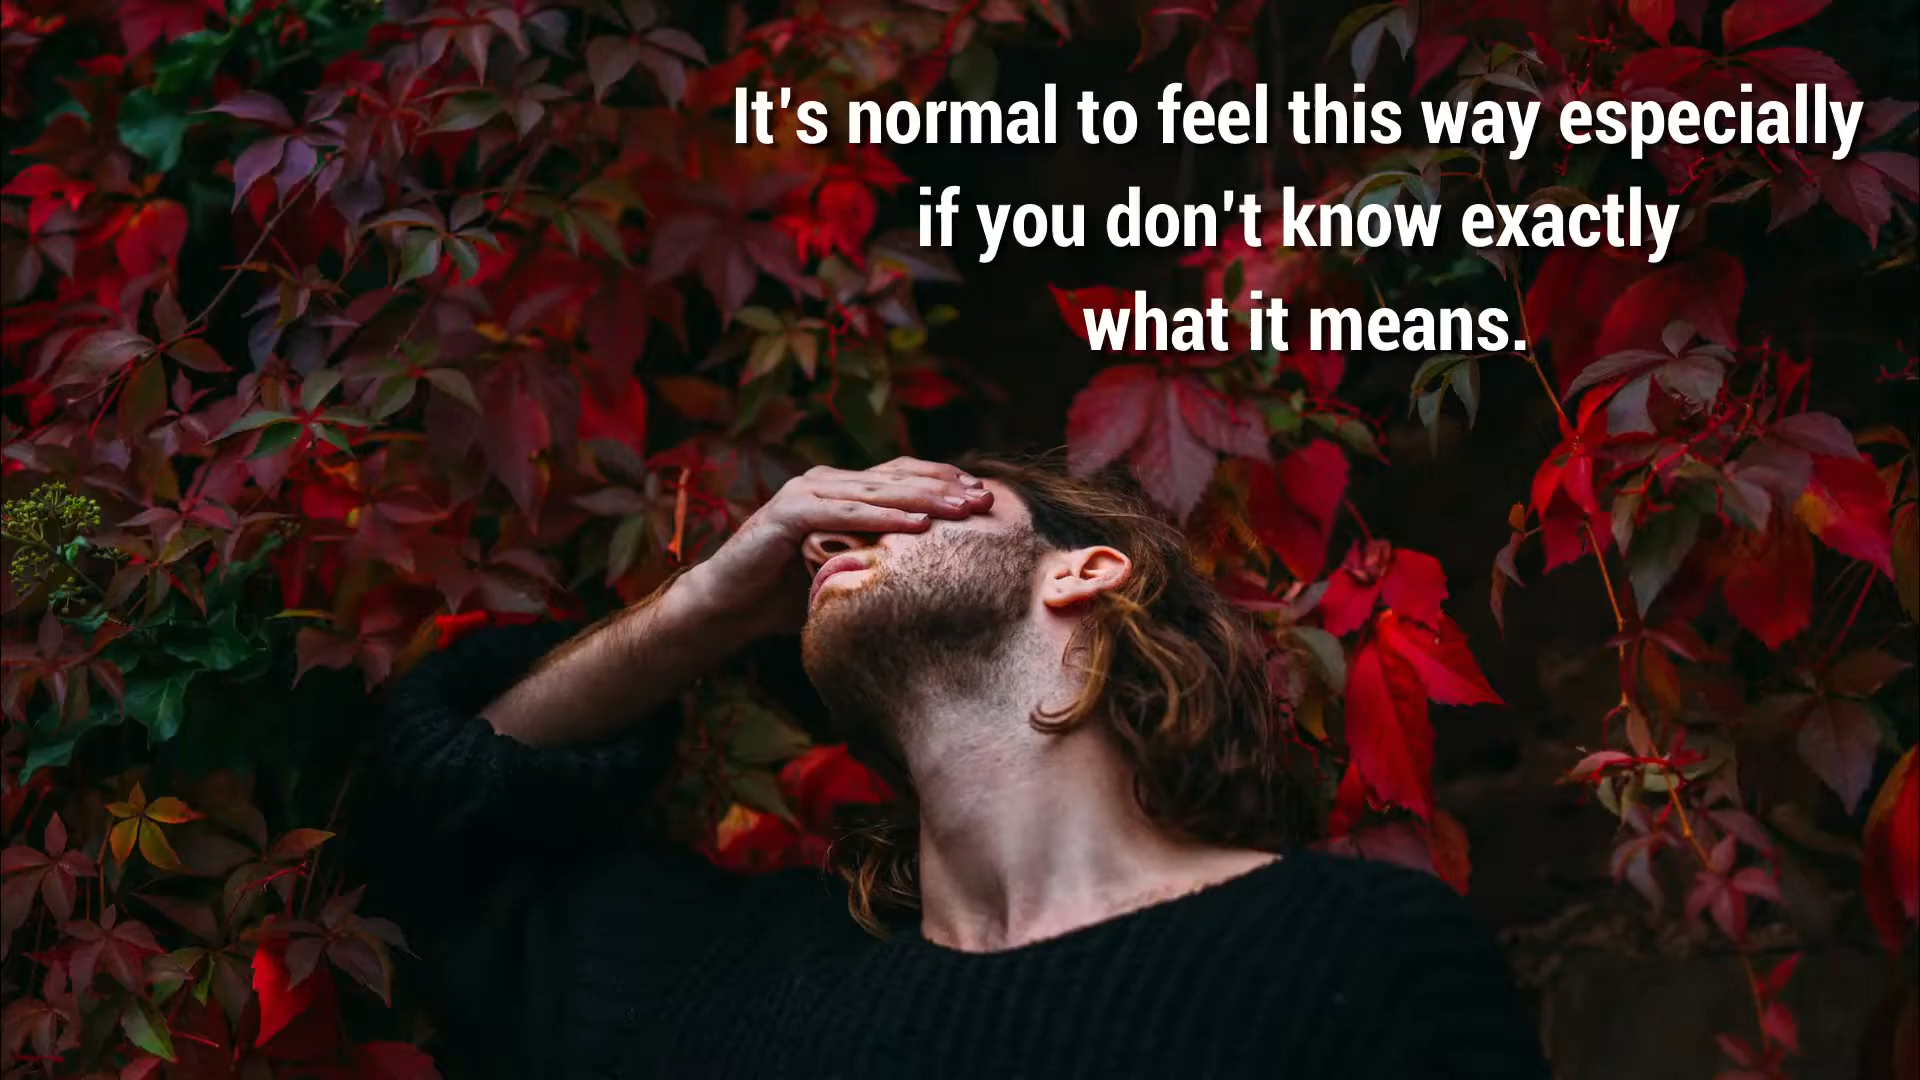 It's normal to feel this way especially
if you don't know exactly
what it means.